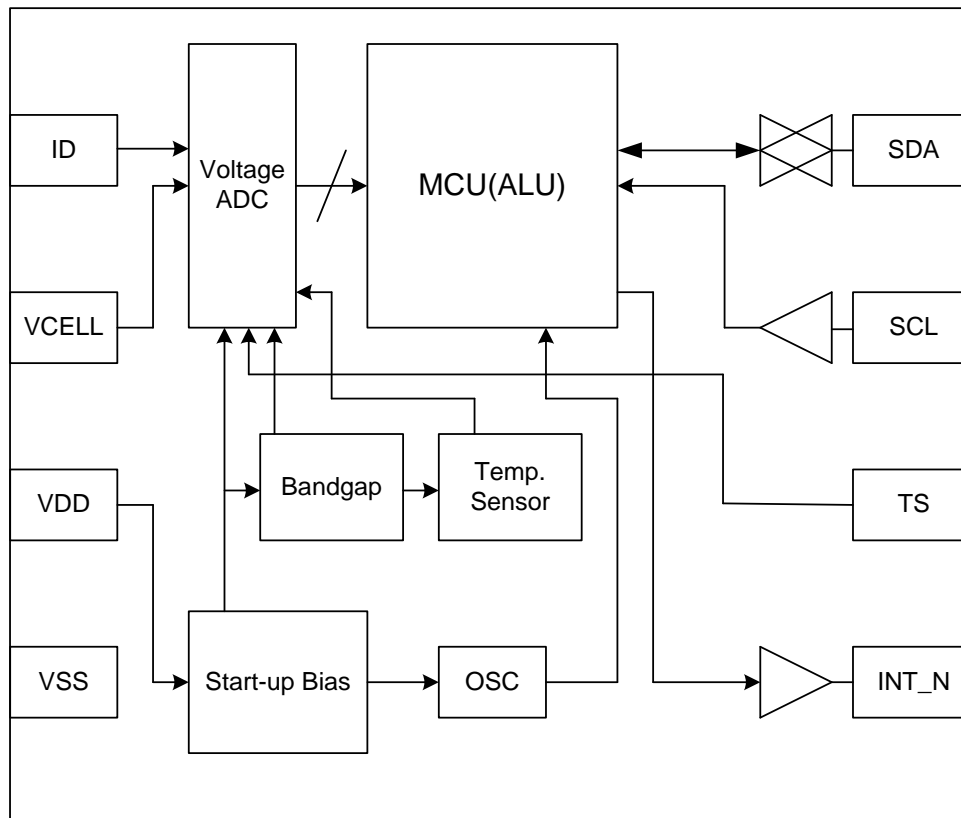 ID
Voltage
ADC
MCU(ALU)
SDA
VCELL
SCL
VDD
Bandgap
Temp.
Sensor
TS
VSS
Start-up Bias
OSC
INT_N